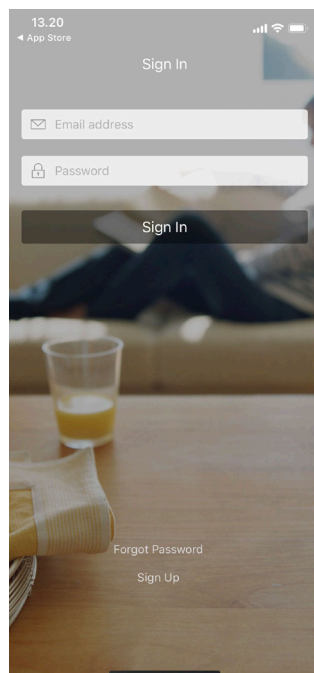 13.20
◀ App Store
Sign In
Email address
Password
Sign In
Forgot Password
Sign Up